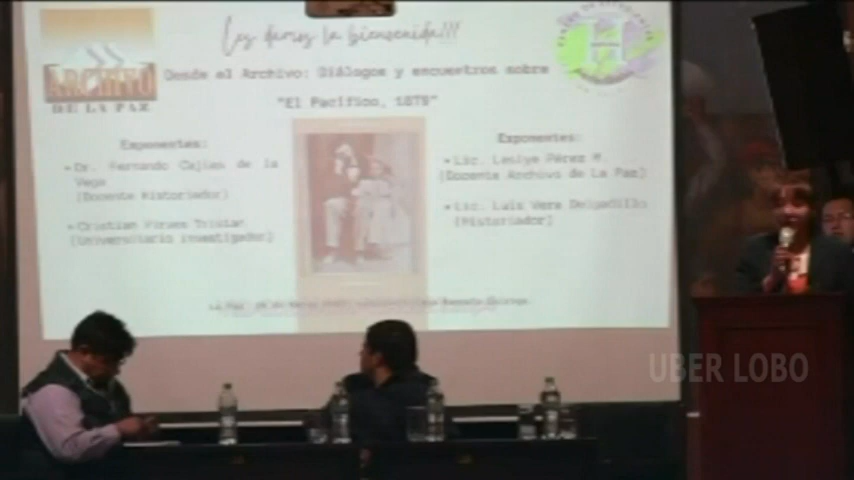 Les damos la bienvenida!!!
ARCHIVO
DE LA PAZ
Desde el Archivo: Diálogos y encuentros sobre
"El Pacífico, 1879"
Exponentes:
• Dr. Fernando Cajías de la
Vega
(Docente Historiador)
• Cristian
(Universitario investigador)
Exponentes:
• Lic. Leslye Pérez M.
(Docente Archivo de La Paz)
• Lic. Luis Vera Delgadillo
(Historiador)
La Paz,
UBER LOBO